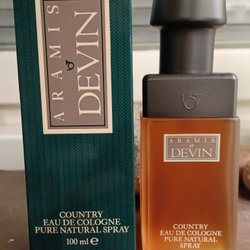 ARAMIS
DEVIN
COUNTRY
EAU DE COLOGNE
PURE NATURAL SPRAY
100 ml e
ARAMIS
DEVIN
COUNTRY
EAU DE COLOGNE
PURE NATURAL
SPRAY